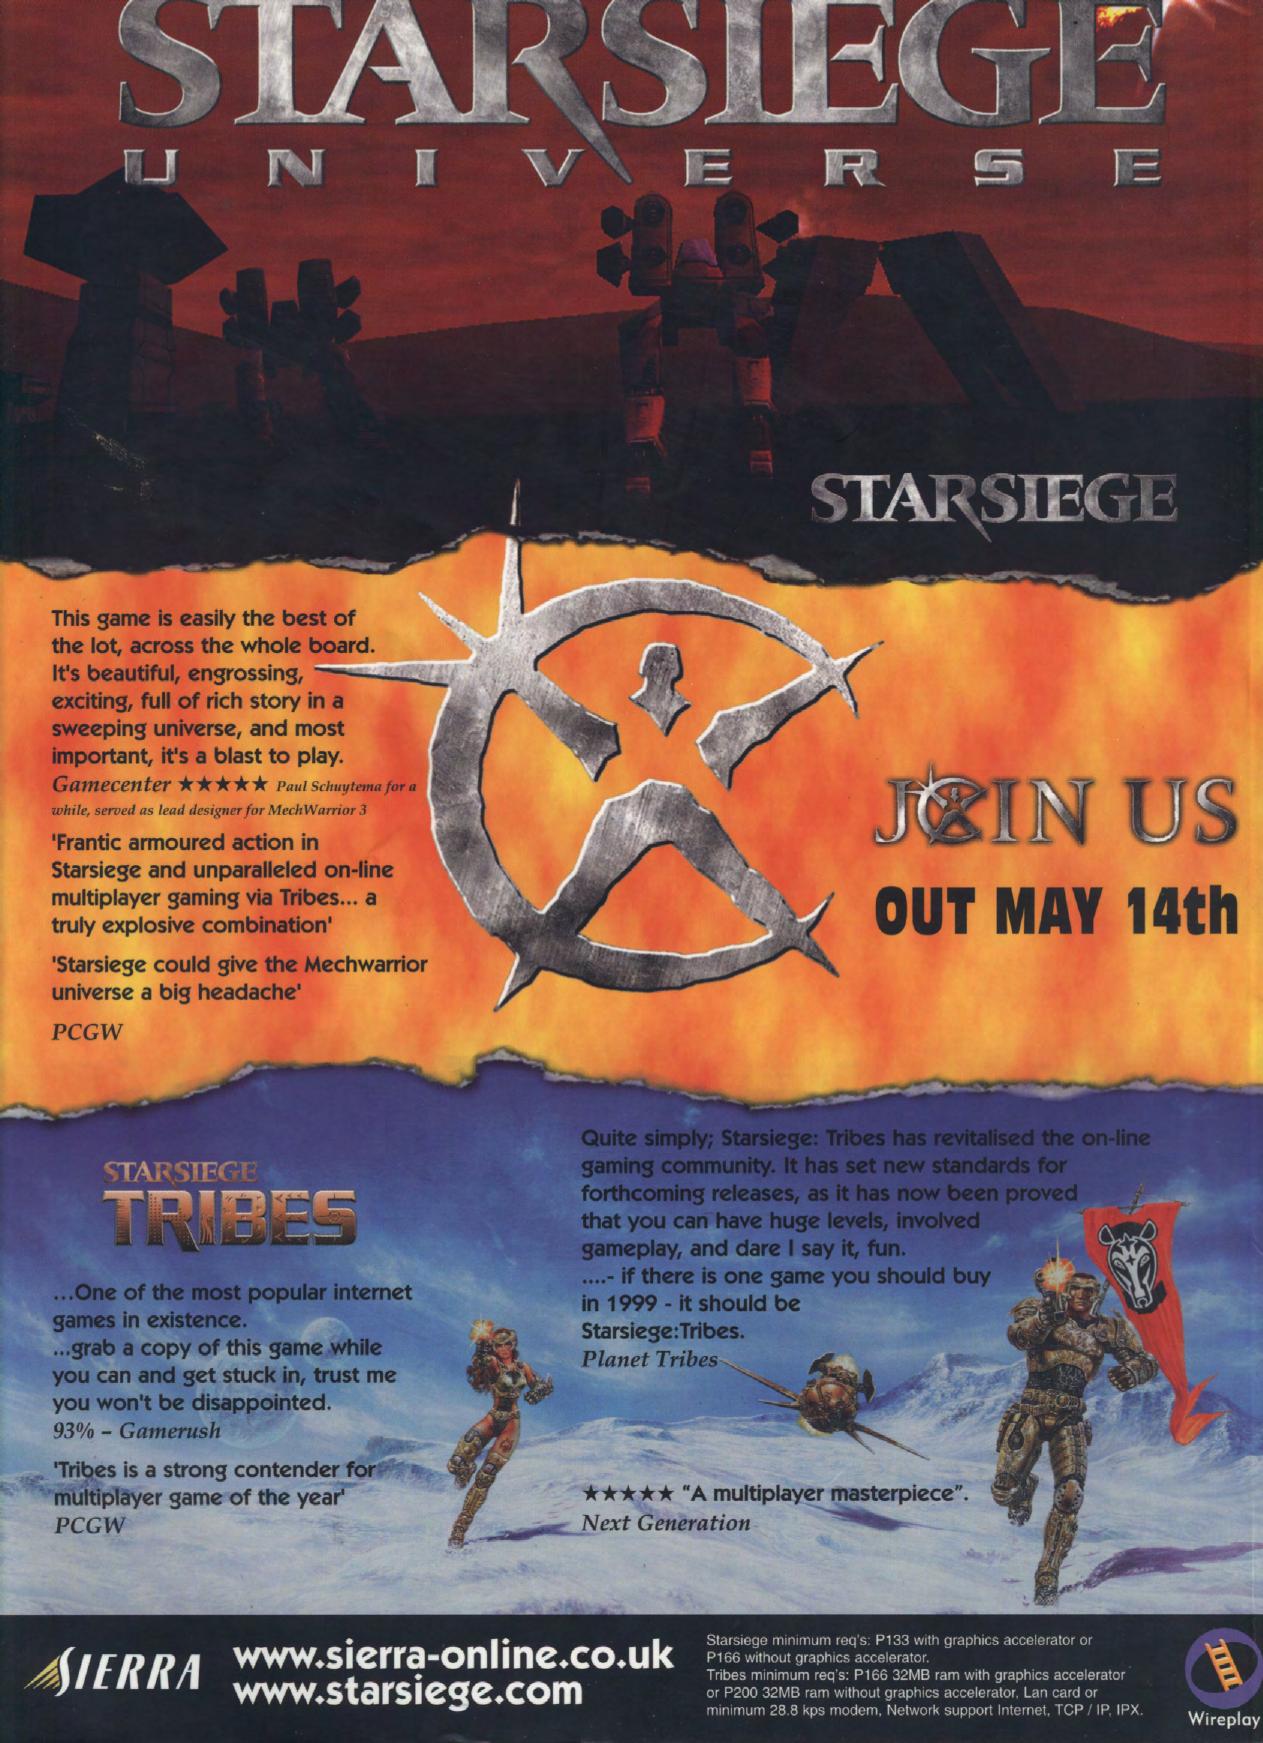 STARSIEGE
UNIVERSE
STARSIEGE
This game is easily the best of
the lot, across the whole board.
It's beautiful, engrossing,
exciting, full of rich story in a
sweeping universe, and most
important, it's a blast to play.
Gamecenter ★★★★★ Paul Schuytema for a
while, served as lead designer for MechWarrior 3
'Frantic armoured action in
Starsiege and unparalleled on-line
multiplayer gaming via Tribes... a
truly explosive combination'
'Starsiege could give the Mechwarrior
universe a big headache'
PCGW
JOIN US
OUT MAY 14th
STARSIEGE
TRIBES
...One of the most popular internet
games in existence.
...grab a copy of this game while
you can and get stuck in, trust me
you won't be disappointed.
93% – Gamerush
'Tribes is a strong contender for
multiplayer game of the year'
PCGW
Quite simply; Starsiege: Tribes has revitalised the on-line
gaming community. It has set new standards for
forthcoming releases, as it has now been proved
that you can have huge levels, involved
gameplay, and dare I say it, fun.
....- if there is one game you should buy
in 1999 - it should be
Starsiege:Tribes.
Planet Tribes
★★★★★ "A multiplayer masterpiece".
Next Generation
SIERRA
www.sierra-online.co.uk
www.starsiege.com
Starsiege minimum req's: P133 with graphics accelerator or
P166 without graphics accelerator.
Tribes minimum req's: P166 32MB ram with graphics accelerator
or P200 32MB ram without graphics accelerator, Lan card or
minimum 28.8 kps modem, Network support Internet, TCP / IP, IPX.
Wireplay